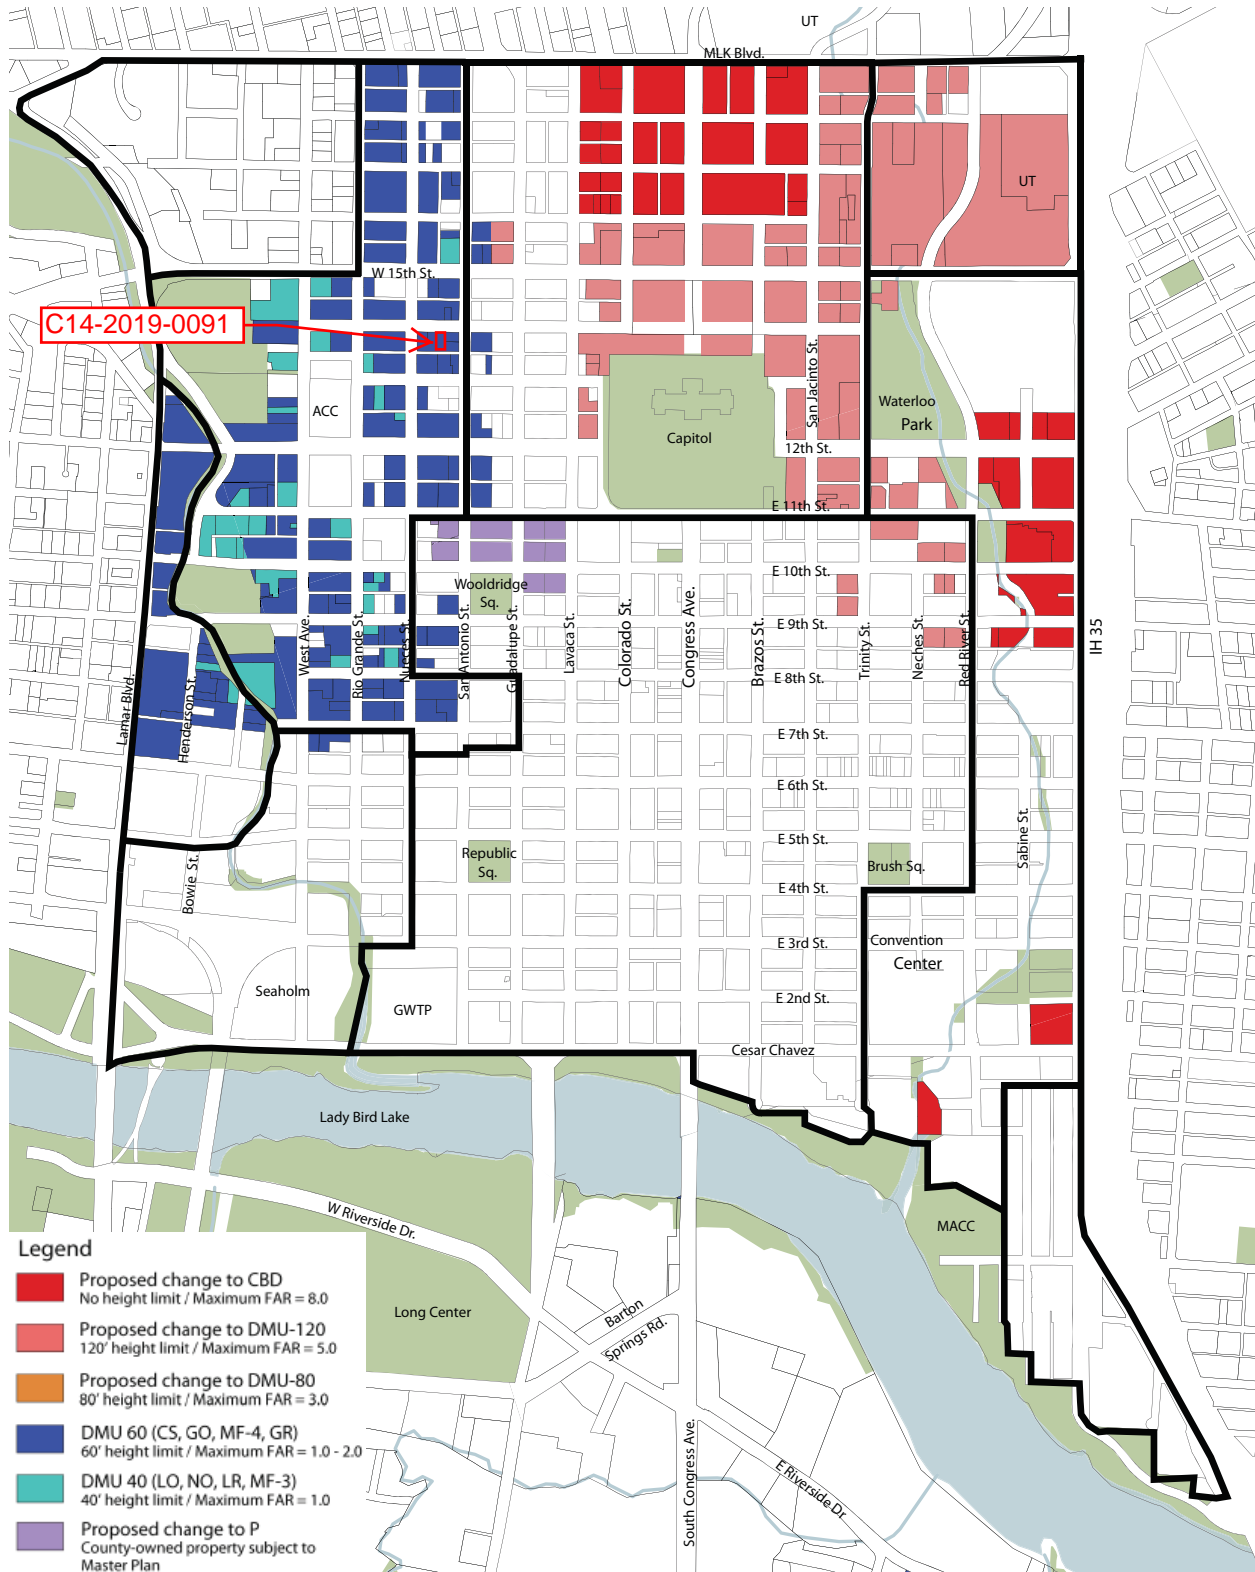 UT
MLK Blvd.
UT
W 15th St.
C14-2019-0091
San Jacinto St.
ACC
Waterloo
Park
Capitol
12th St.
E 11th St.
E 10th St.
Wooldridge
Sq.
E 9th St.
West Ave.
Rio Grande St.
Nueces St.
San Antonio St.
Guadalupe St.
Lavaca St.
Colorado St.
Congress Ave.
Brazos St.
Trinity St.
Neches St.
Red River St.
IH 35
E 8th St.
Lamar Blvd.
Henderson St.
E 7th St.
E 6th St.
E 5th St.
Sabine St.
Republic
Sq.
Brush Sq.
Bowie St.
E 4th St.
E 3rd St.
Convention
Center
Seaholm
GWTP
E 2nd St.
Cesar Chavez
Lady Bird Lake
W Riverside Dr.
MACC
Long Center
Barton
Springs Rd.
South Congress Ave.
E Riverside Dr.
Legend
Proposed change to CBD
No height limit / Maximum FAR = 8.0
Proposed change to DMU-120
120' height limit / Maximum FAR = 5.0
Proposed change to DMU-80
80' height limit / Maximum FAR = 3.0
DMU 60 (CS, GO, MF-4, GR)
60' height limit / Maximum FAR = 1.0 - 2.0
DMU 40 (LO, NO, LR, MF-3)
40' height limit / Maximum FAR = 1.0
Proposed change to P
County-owned property subject to
Master Plan